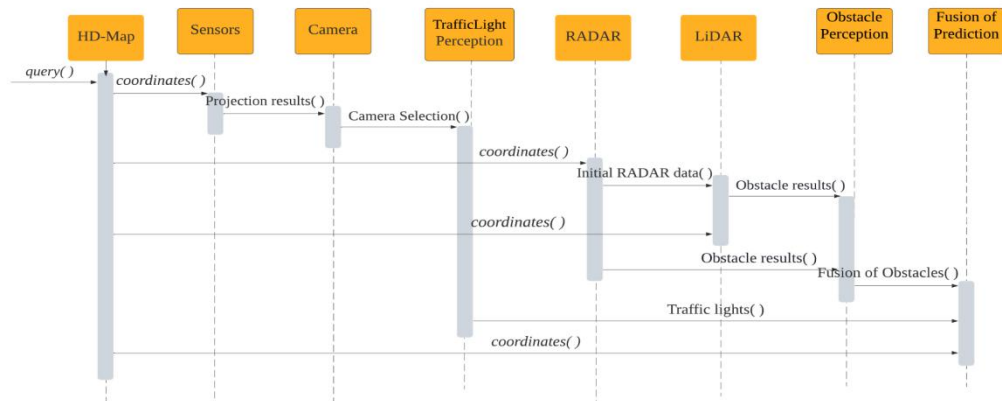 HD-Map
Sensors
Camera
TrafficLight
Perception
RADAR
LiDAR
Obstacle
Perception
Fusion of
Prediction
query( )
coordinates( )
Projection results( )
Camera Selection( )
coordinates( )
Initial RADAR data( )
Obstacle results( )
coordinates( )
Obstacle results( )
Fusion of Obstacles( )
Traffic lights( )
coordinates( )